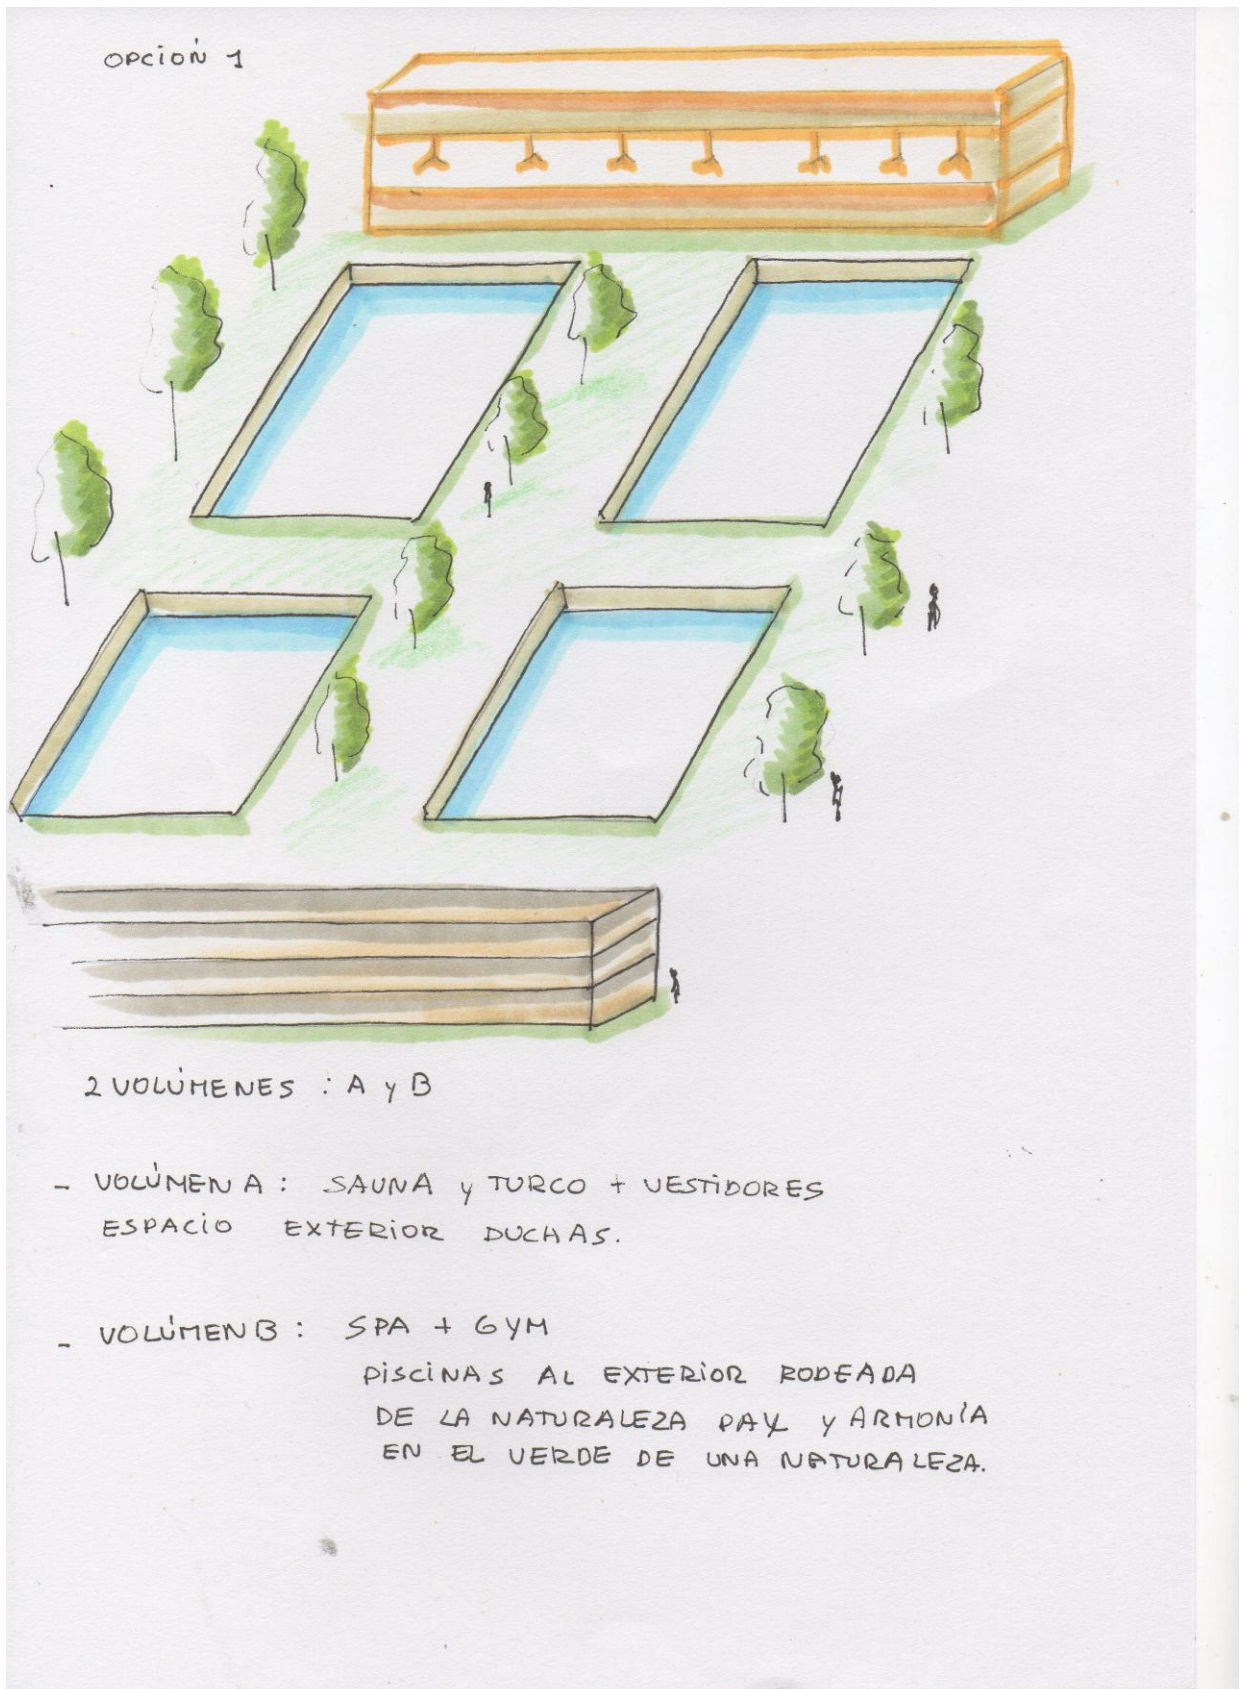 OPCIÓN 1
2 VOLÚMENES : A y B
- VOLÚMEN A : SAUNA y TURCO + VESTIDORES
ESPACIO EXTERIOR DUCHAS.
- VOLÚMEN B : SPA + GYM
PISCINAS AL EXTERIOR RODEADA
DE LA NATURALEZA PAX y ARMONÍA
EN EL VERDE DE UNA NATURALEZA.